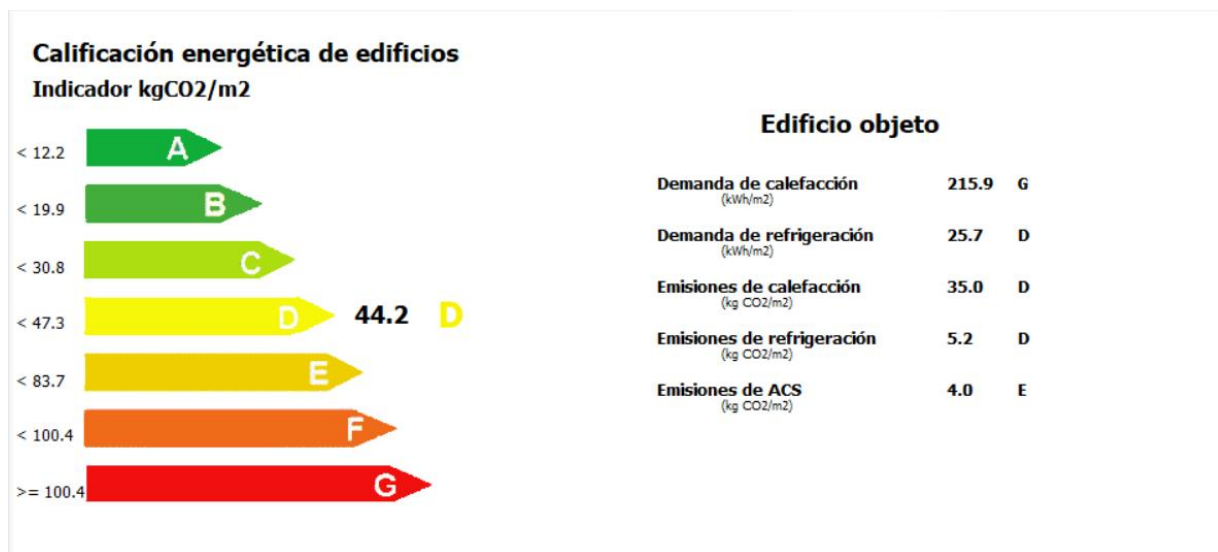 Calificación energética de edificios
Indicador kgCO2/m2
< 12.2 A
< 19.9 B
< 30.8 C
< 47.3 D 44.2 D
< 83.7 E
< 100.4 F
>= 100.4 G
Edificio objeto
Demanda de calefacción 215.9 G
(kWh/m2)
Demanda de refrigeración 25.7 D
(kWh/m2)
Emisiones de calefacción 35.0 D
(kg CO2/m2)
Emisiones de refrigeración 5.2 D
(kg CO2/m2)
Emisiones de ACS 4.0 E
(kg CO2/m2)